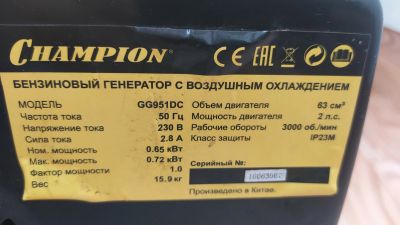 CHAMPION®
CE EAC
БЕНЗИНОВЫЙ ГЕНЕРАТОР С ВОЗДУШНЫМ ОХЛАЖДЕНИЕМ
МОДЕЛЬ GG951DC
Частота тока 50 Гц
Напряжение тока 230 В
Сила тока 2.8 А
Ном. мощность 0.65 кВт
Мак. мощность 0.72 кВт
Фактор мощности 1.0
Вес 15.9 кг
Объем двигателя 63 см³
Мощность двигателя 2 л.с.
Рабочие обороты 3000 об./мин
Класс защиты IP23M
Серийный №:
Произведено в Китае.